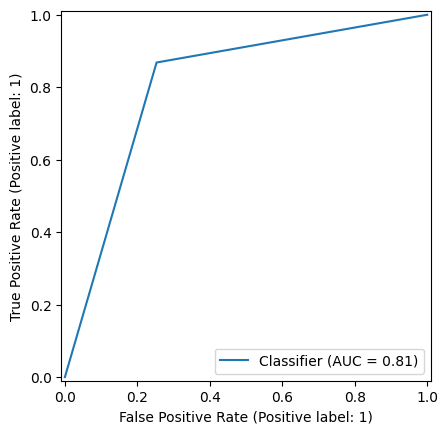 1.0
0.8
0.6
0.4
0.2
0.0
True Positive Rate (Positive label: 1)
Classifier (AUC = 0.81)
0.0 0.2 0.4 0.6 0.8 1.0
False Positive Rate (Positive label: 1)